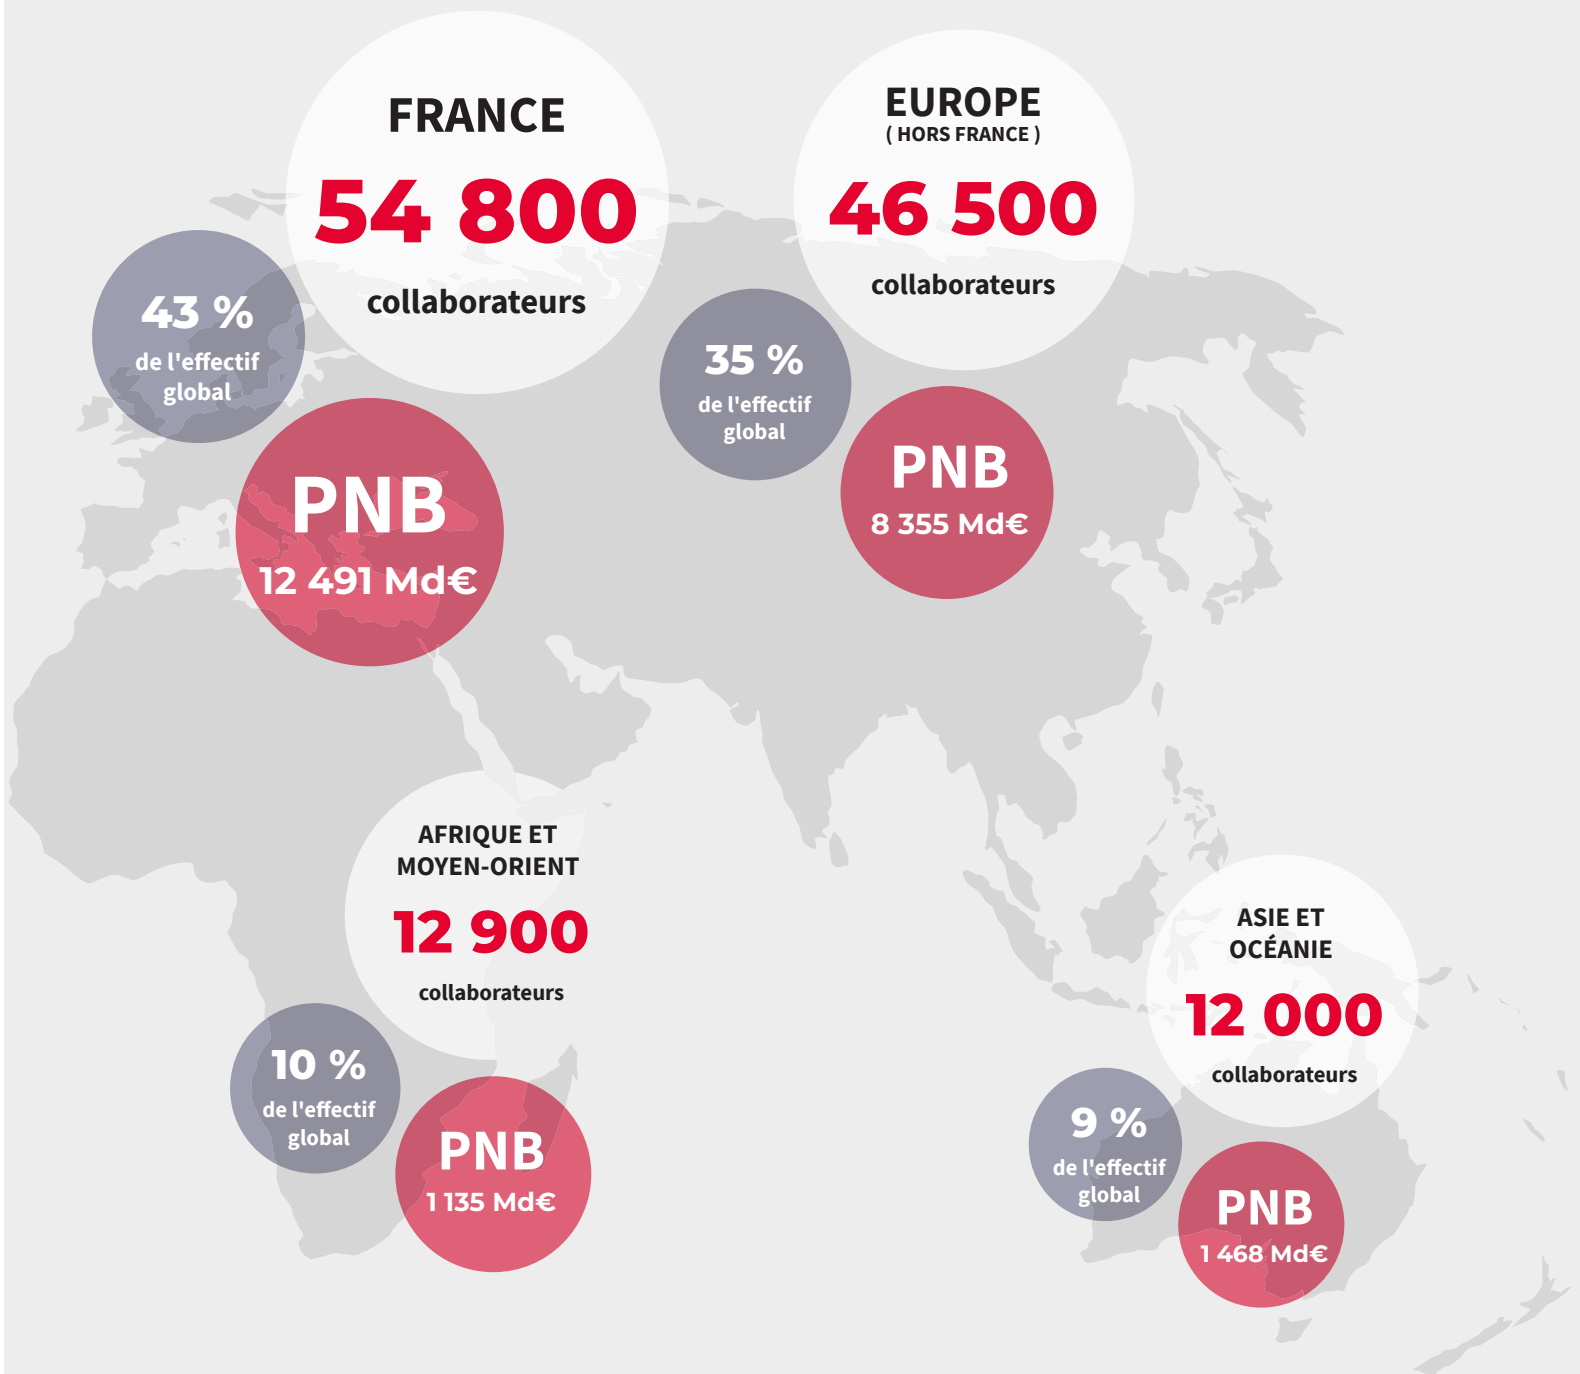 FRANCE
54 800
collaborateurs
43 %
de l'effectif
global
PNB
12 491 Md€
EUROPE
( HORS FRANCE )
46 500
collaborateurs
35 %
de l'effectif
global
PNB
8 355 Md€
AFRIQUE ET
MOYEN-ORIENT
12 900
collaborateurs
10 %
de l'effectif
global
PNB
1 135 Md€
ASIE ET
OCÉANIE
12 000
collaborateurs
9 %
de l'effectif
global
PNB
1 468 Md€